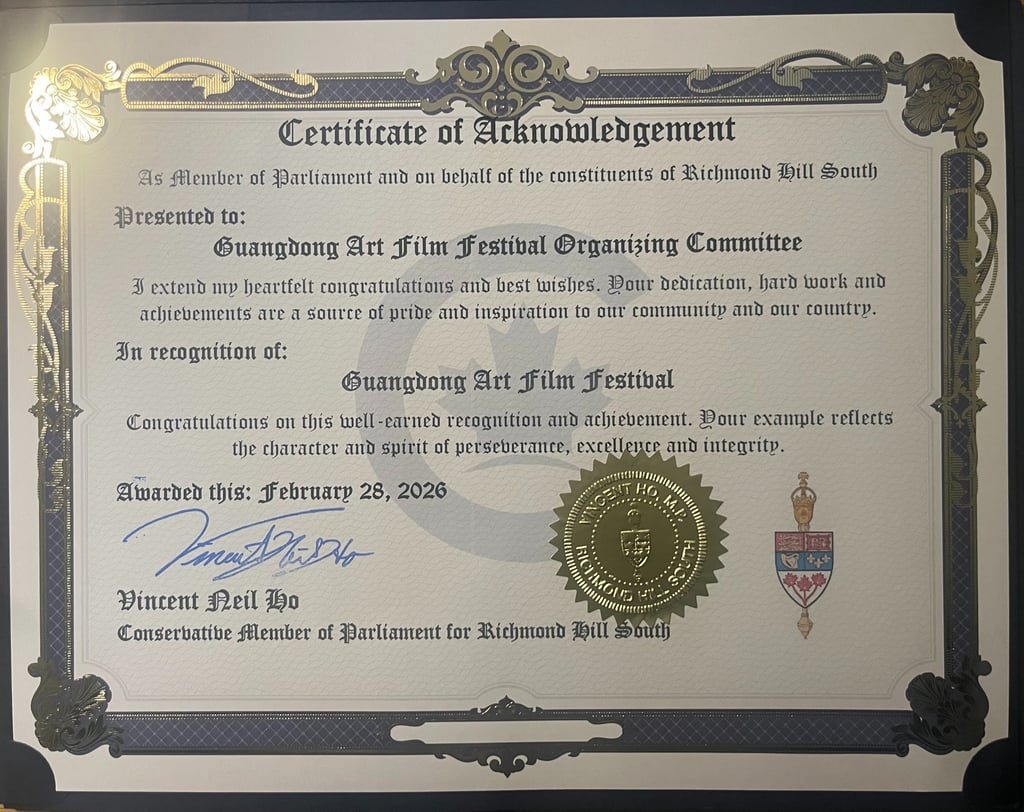 Certificate of Acknowledgement
As Member of Parliament and on behalf of the constituents of Richmond Hill South
Presented to:
Guangdong Art Film Festival Organizing Committee
I extend my heartfelt congratulations and best wishes. Your dedication, hard work and
achievements are a source of pride and inspiration to our community and our country.
In recognition of:
Guangdong Art Film Festival
Congratulations on this well-earned recognition and achievement. Your example reflects
the character and spirit of perseverance, excellence and integrity.
Awarded this: February 28, 2026
Vincent Neil Ho
Vincent Neil Ho
Conservative Member of Parliament for Richmond Hill South
VINCENT HO, M.P.
RICHMOND HILL SOUTH